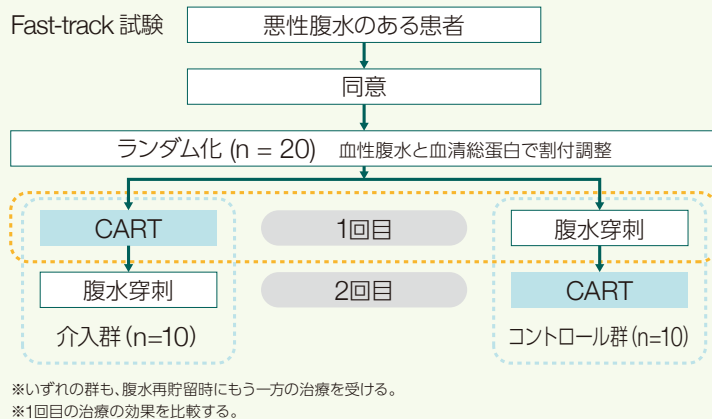 Fast-track 試験
悪性腹水のある患者
同意
ランダム化 (n = 20) 血性腹水と血清総蛋白で割付調整
CART 1回目 腹水穿刺
腹水穿刺 2回目 CART
介入群 (n=10) コントロール群 (n=10)
※いずれの群も、腹水再貯留時にもう一方の治療を受ける。
※1回目の治療の効果を比較する。